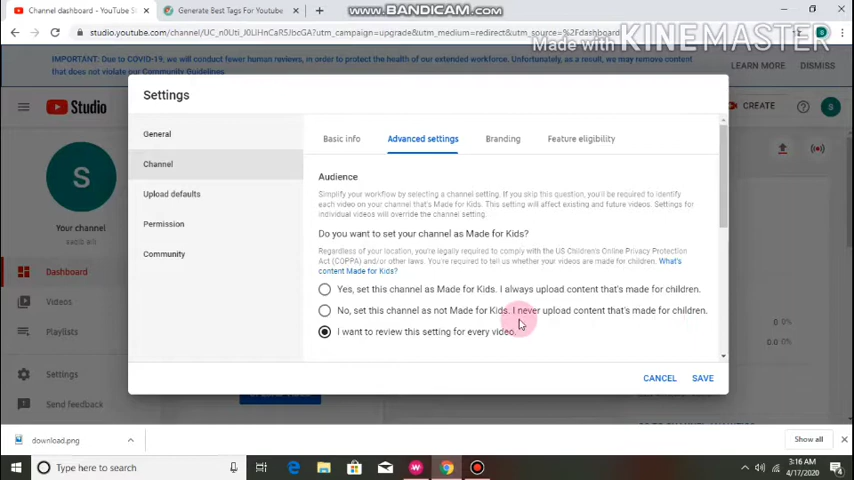 www.BANDICAM.com
Made with KINEMASTER
Channel dashboard - YouTube St
Generate Best Tags For Youtube
studio.youtube.com/channel/UC_n0Uti_J0LlHnCaR5JbcGA?utm_campaign=upgrade&utm_medium=redirect&utm_source=%2Fdashboard
IMPORTANT: Due to COVID-19, we will conduct fewer human reviews, in order to protect the health of our extended workforce. Unfortunately, as a result, we may remove content
that does not violate our Community Guidelines
LEARN MORE
DISMISS
Studio
CREATE
S
Settings
General
Channel
Upload defaults
Permission
Community
Basic info
Advanced settings
Branding
Feature eligibility
Audience
Simplify your workflow by selecting a channel setting. If you skip this question, you'll be required to identify
each video on your channel that's Made for Kids. This setting will affect existing and future videos. Settings for
individual videos will override the channel setting.
Do you want to set your channel as Made for Kids?
Regardless of your location, you're legally required to comply with the US Children's Online Privacy Protection
Act (COPPA) and/or other laws. You're required to tell us whether your videos are made for children. What's
content Made for Kids?
Yes, set this channel as Made for Kids. I always upload content that's made for children.
No, set this channel as not Made for Kids. I never upload content that's made for children.
I want to review this setting for every video.
CANCEL
SAVE
S
Your channel
Dashboard
Videos
Playlists
Settings
Send feedback
0 0%
0.0 0%
download.png
Show all
Type here to search
3:16 AM
4/17/2020
4